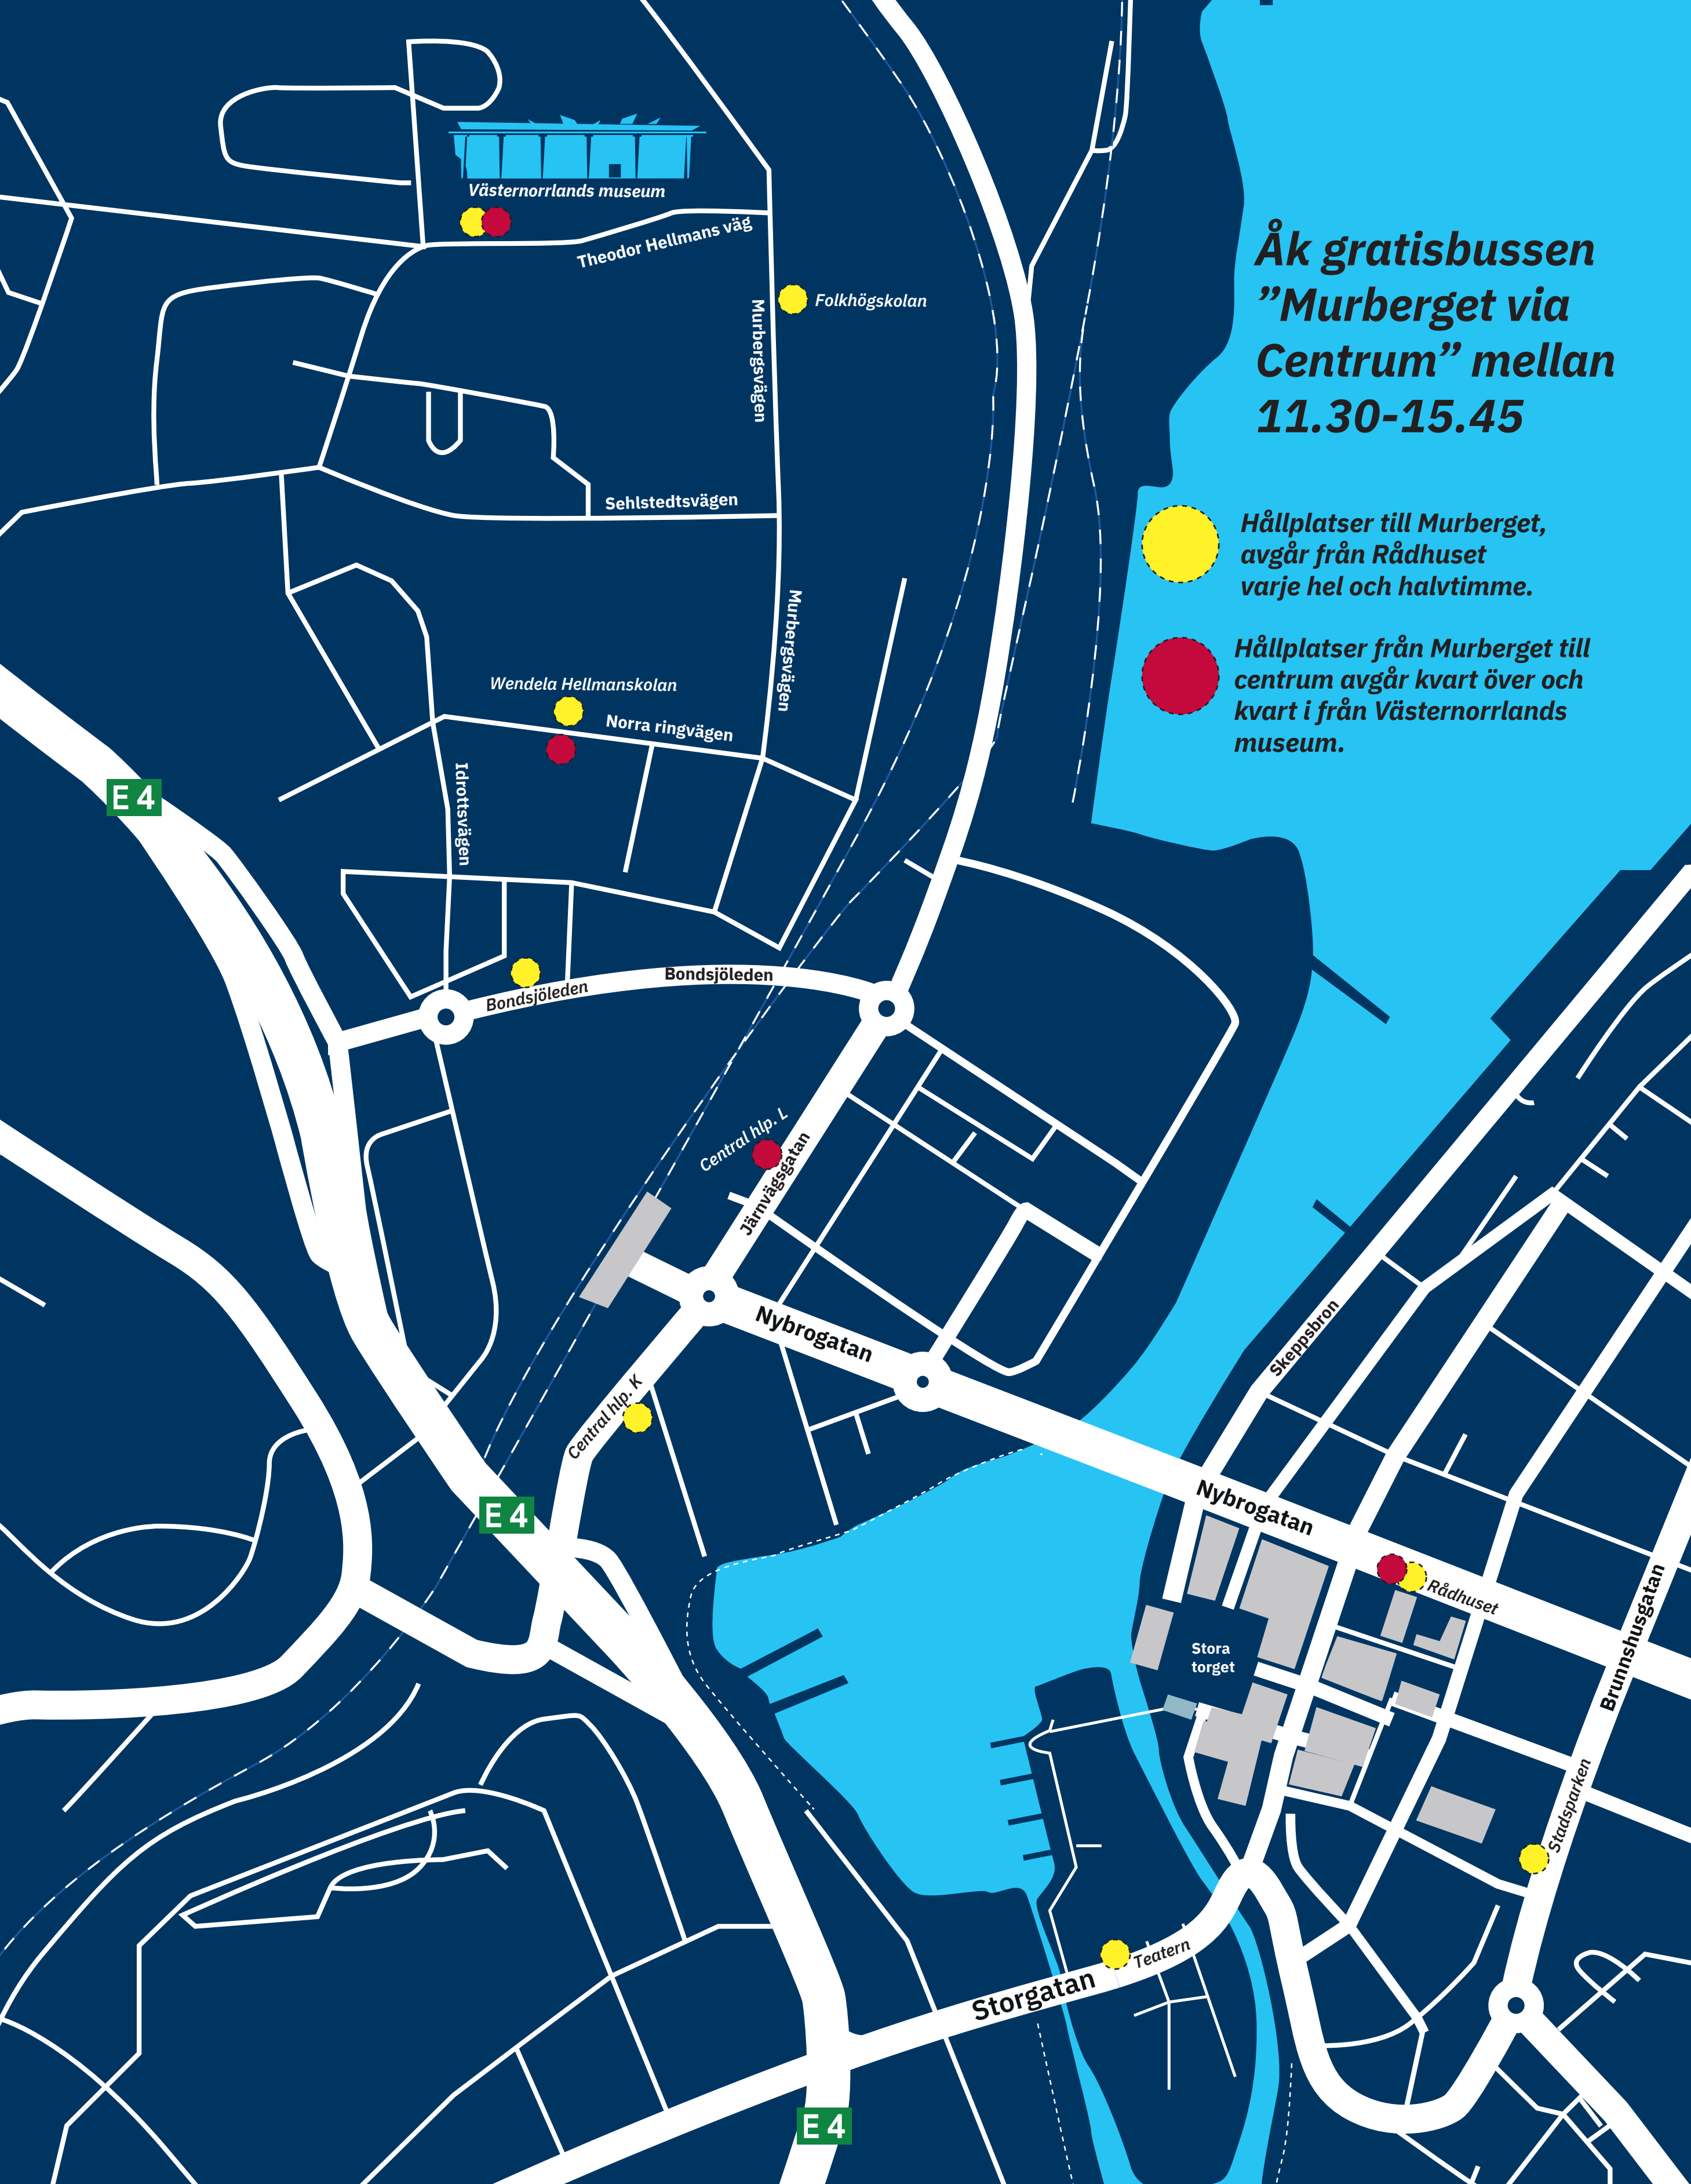 Västernorrlands museum
Theodor Hellmans väg
Murbergsvägen
Folkhögskolan
Åk gratisbussen
”Murberget via
Centrum” mellan
11.30-15.45
Sehlstedtsvägen
Hållplatser till Murberget,
avgår från Rådhuset
varje hel och halvtimme.
Murbergsvägen
Hållplatser från Murberget till
centrum avgår kvart över och
kvart i från Västernorrlands
museum.
Wendela Hellmanskolan
Norra ringvägen
Idrottsvägen
E 4
Bondsjöleden
Bondsjöleden
Central hlp. L
Järnvägsgatan
Nybrogatan
Skeppsbron
Central hlp. K
E 4
Nybrogatan
Rådhuset
Brunnshusgatan
Stora
torget
Stadsparken
Teatern
Storgatan
E 4